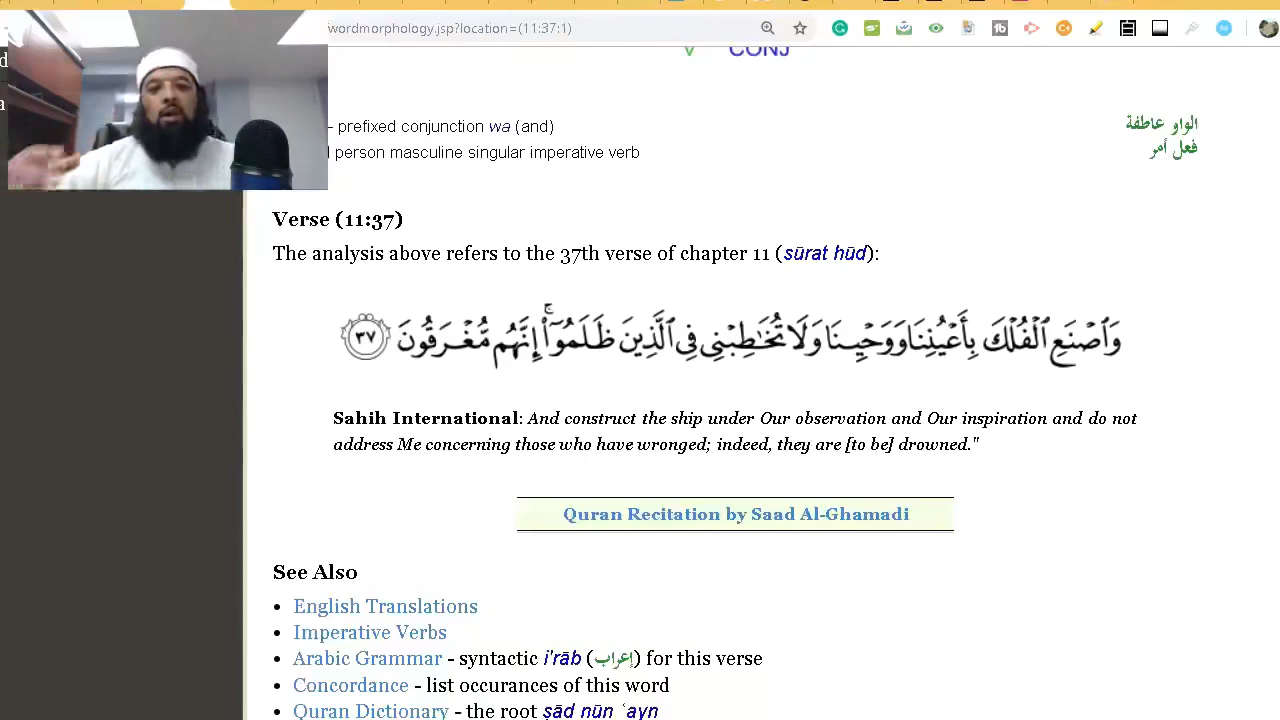 wordmorphology.jsp?location=(11:37:1)
V CONJ
- prefixed conjunction wa (and)
الواو عاطفة
person masculine singular imperative verb
فعل أمر
Verse (11:37)
The analysis above refers to the 37th verse of chapter 11 (sūrat hūd):
وَٱصْنَعِ ٱلْفُلْكَ بِأَعْيُنِنَا وَوَحْيِنَا وَلَا تُخَـٰطِبْنِى فِى ٱلَّذِينَ ظَلَمُوٓا۟ ۚ إِنَّهُم مُّغْرَقُونَ ٣٧
Sahih International: And construct the ship under Our observation and Our inspiration and do not
address Me concerning those who have wronged; indeed, they are [to be] drowned."
Quran Recitation by Saad Al-Ghamadi
See Also
• English Translations
• Imperative Verbs
• Arabic Grammar - syntactic i'rāb (إعراب) for this verse
• Concordance - list occurances of this word
• Quran Dictionary - the root ṣād nūn ʿayn